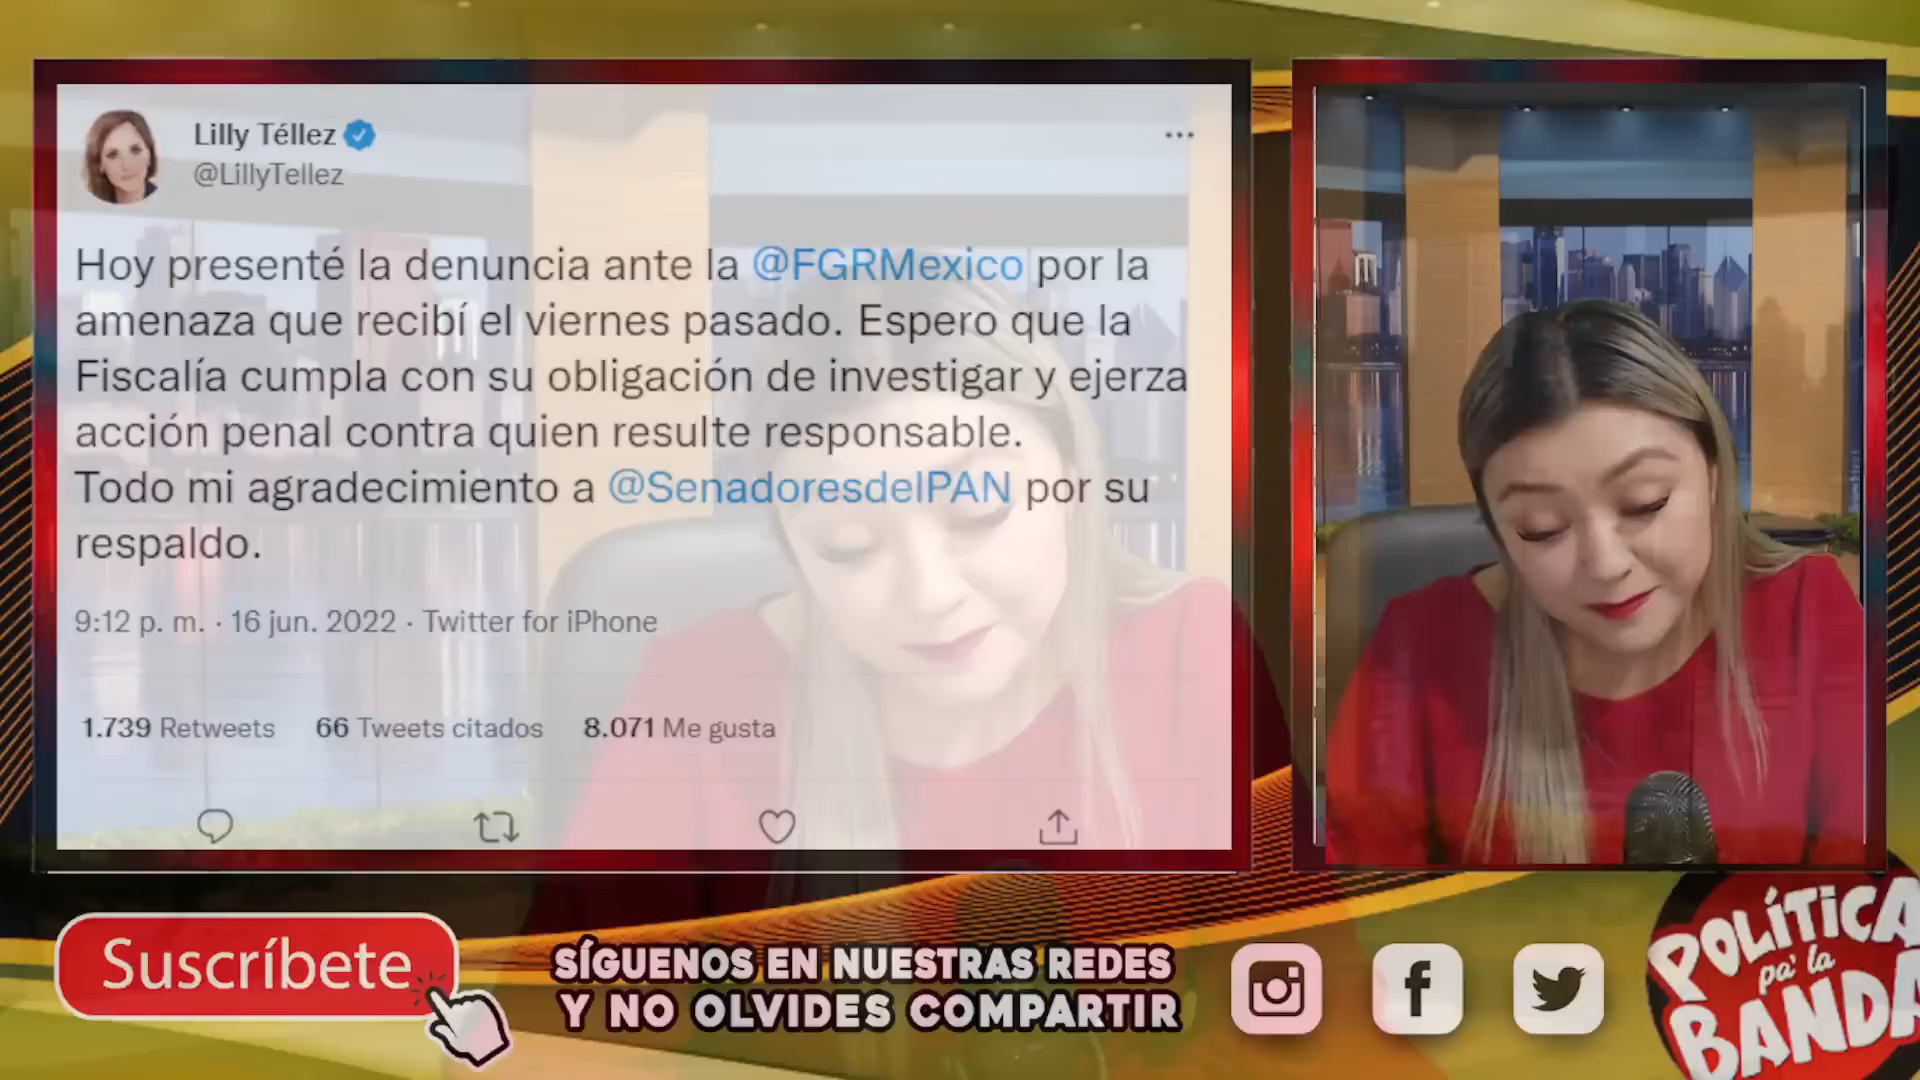 Lilly Téllez
@LillyTellez
Hoy presenté la denuncia ante la @FGRMexico por la
amenaza que recibí el viernes pasado. Espero que la
Fiscalía cumpla con su obligación de investigar y ejerza
acción penal contra quien resulte responsable.
Todo mi agradecimiento a @SenadoresdelPAN por su
respaldo.
9:12 p. m. · 16 jun. 2022 · Twitter for iPhone
1.739 Retweets 66 Tweets citados 8.071 Me gusta
Suscríbete
SÍGUENOS EN NUESTRAS REDES
Y NO OLVIDES COMPARTIR
POLÍTICA
pa' la
BANDA